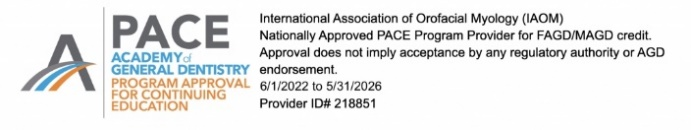 PACE
ACADEMY of
GENERAL DENTISTRY
PROGRAM APPROVAL
FOR CONTINUING
EDUCATION
International Association of Orofacial Myology (IAOM)
Nationally Approved PACE Program Provider for FAGD/MAGD credit.
Approval does not imply acceptance by any regulatory authority or AGD
endorsement.
6/1/2022 to 5/31/2026
Provider ID# 218851